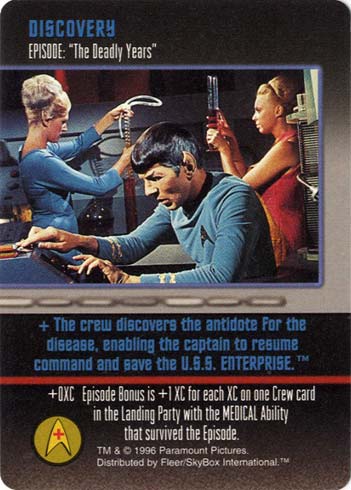 DISCOVERY
EPISODE: "The Deadly Years"
+ The crew discovers the antidote for the
disease, enabling the captain to resume
command and save the U.S.S. ENTERPRISE.™
+0XC Episode Bonus is +1 XC for each XC on one Crew card
in the Landing Party with the MEDICAL Ability
that survived the Episode.
TM & © 1996 Paramount Pictures.
Distributed by Fleer/SkyBox International.™